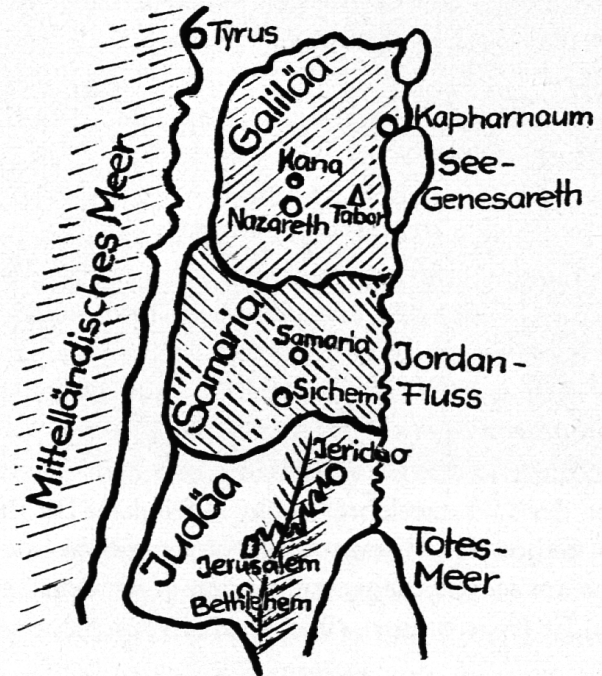 Tyrus
Galiläa
Kapharnaum
Kana
See-
Genesareth
Nazareth
Tabor
Mittelländisches Meer
Samaria
Samaria
Jordan-
Fluss
Sichem
Jericho
Judäa
Jerusalem
Totes-
Meer
Bethlehem